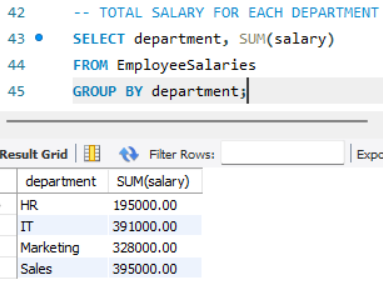 42 -- TOTAL SALARY FOR EACH DEPARTMENT
43 SELECT department, SUM(salary)
44 FROM EmployeeSalaries
45 GROUP BY department;
Result Grid Filter Rows: Expo
department SUM(salary)
HR 195000.00
IT 391000.00
Marketing 328000.00
Sales 395000.00